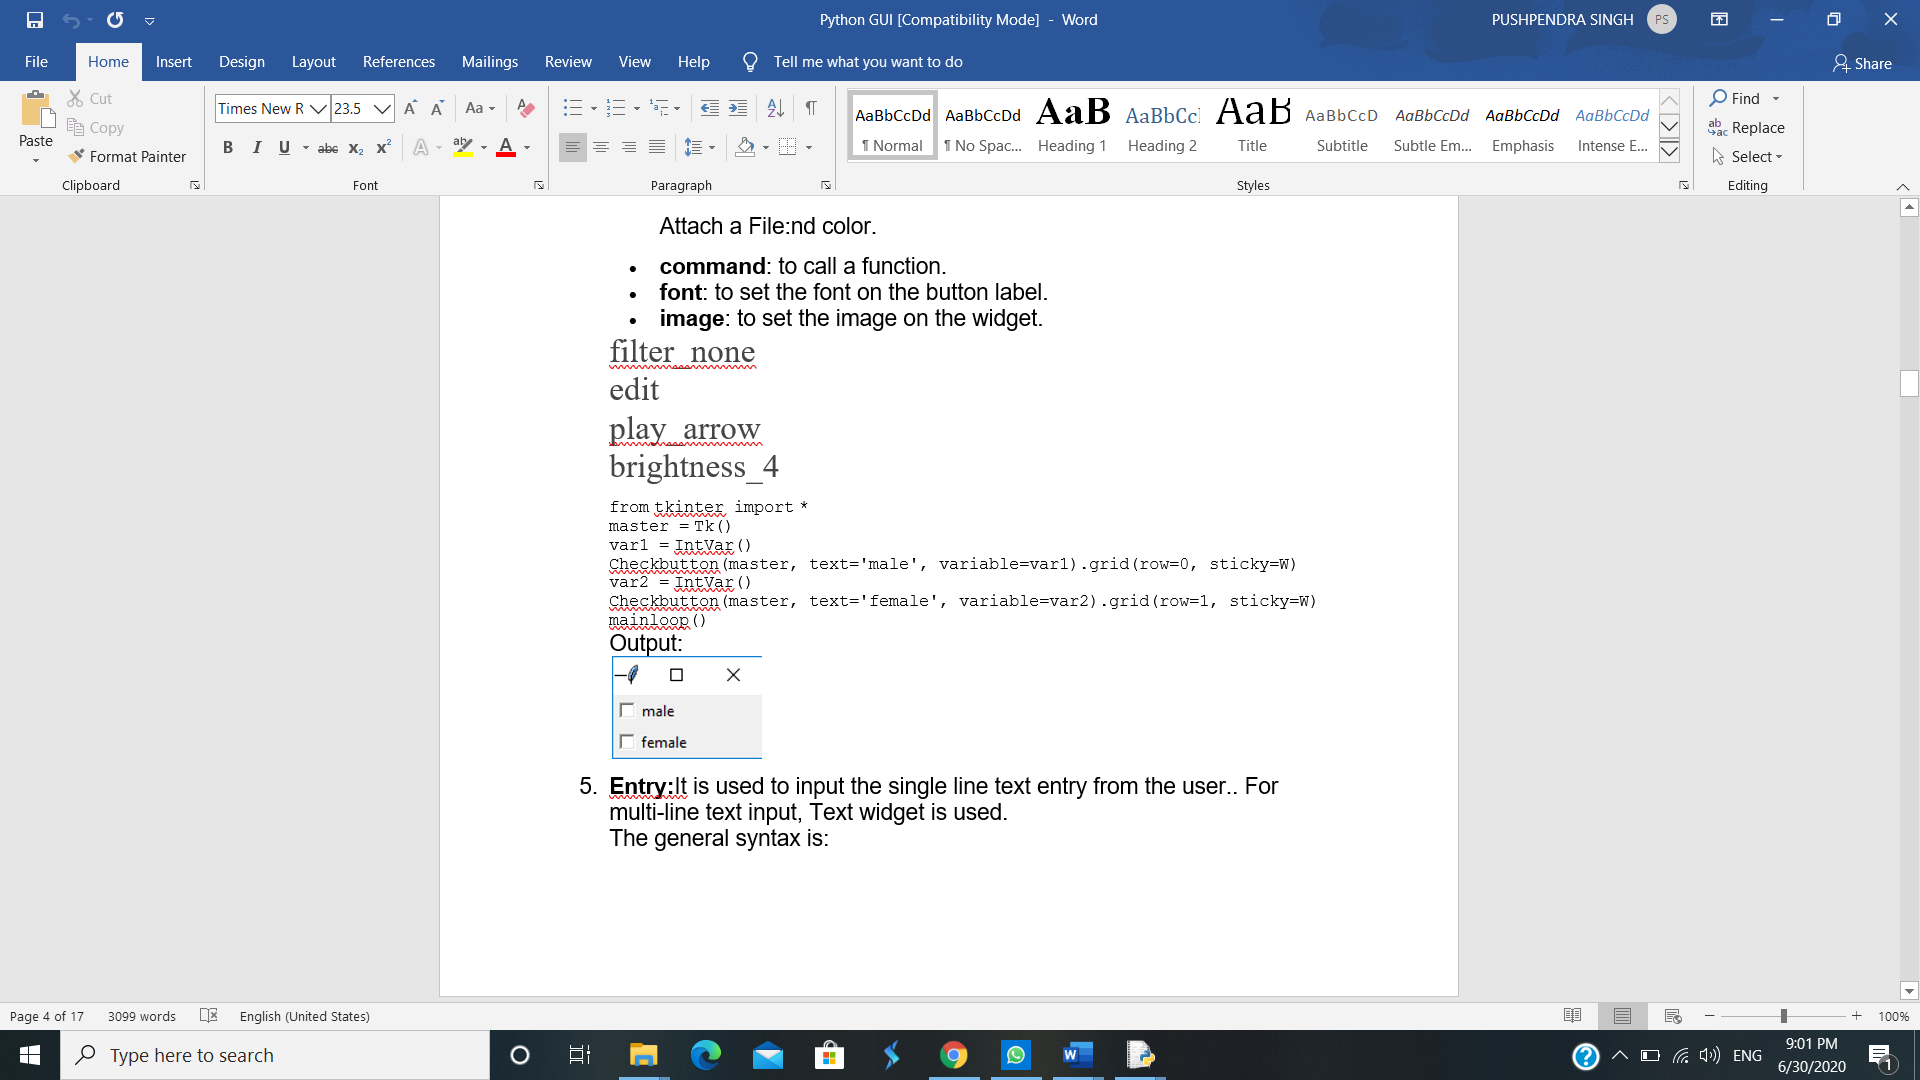 Python GUI [Compatibility Mode] - Word
PUSHPENDRA SINGH
PS
File
Home
Insert
Design
Layout
References
Mailings
Review
View
Help
Tell me what you want to do
Share
Paste
Cut
Copy
Format Painter
Clipboard
Times New R
23.5
Aa
B I U abc X₂ X²
Font
Paragraph
AaBbCcDd
¶ Normal
AaBbCcDd
¶ No Spac...
AaB
Heading 1
AaBbCc
Heading 2
AaB
Title
AaBbCcD
Subtitle
AaBbCcDd
Subtle Em...
AaBbCcDd
Emphasis
AaBbCcDd
Intense E...
Styles
Find
Replace
Select
Editing
Attach a File:nd color.
• command: to call a function.
• font: to set the font on the button label.
• image: to set the image on the widget.
filter_none
edit
play_arrow
brightness_4
from tkinter import *
master = Tk()
var1 = IntVar()
Checkbutton(master, text='male', variable=var1).grid(row=0, sticky=W)
var2 = IntVar()
Checkbutton(master, text='female', variable=var2).grid(row=1, sticky=W)
mainloop()
Output:
male
female
5. Entry:It is used to input the single line text entry from the user.. For
multi-line text input, Text widget is used.
The general syntax is:
Page 4 of 17
3099 words
English (United States)
100%
Type here to search
ENG
9:01 PM
6/30/2020
1